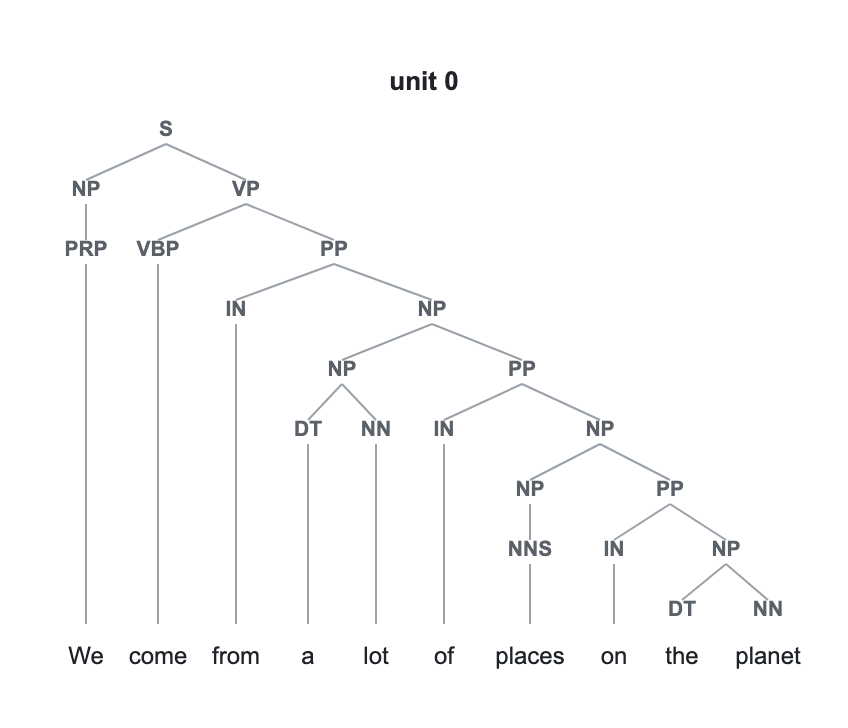 unit 0
S
NP VP
PRP VBP PP
IN NP
NP PP
DT NN IN NP
NP PP
NNS IN NP
DT NN
We come from a lot of places on the planet